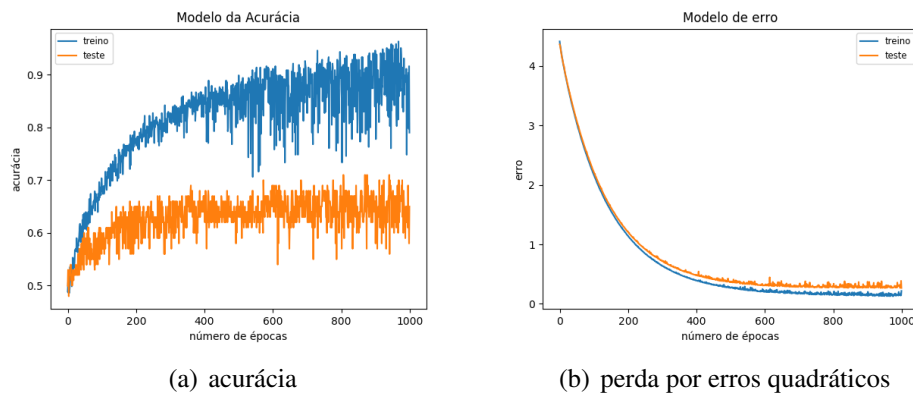 Modelo da Acurácia
treino
teste
0.9
0.8
0.7
0.6
0.5
acurácia
0 200 400 600 800 1000
número de épocas
(a) acurácia
Modelo de erro
treino
teste
4
3
2
1
0
erro
0 200 400 600 800 1000
número de épocas
(b) perda por erros quadráticos